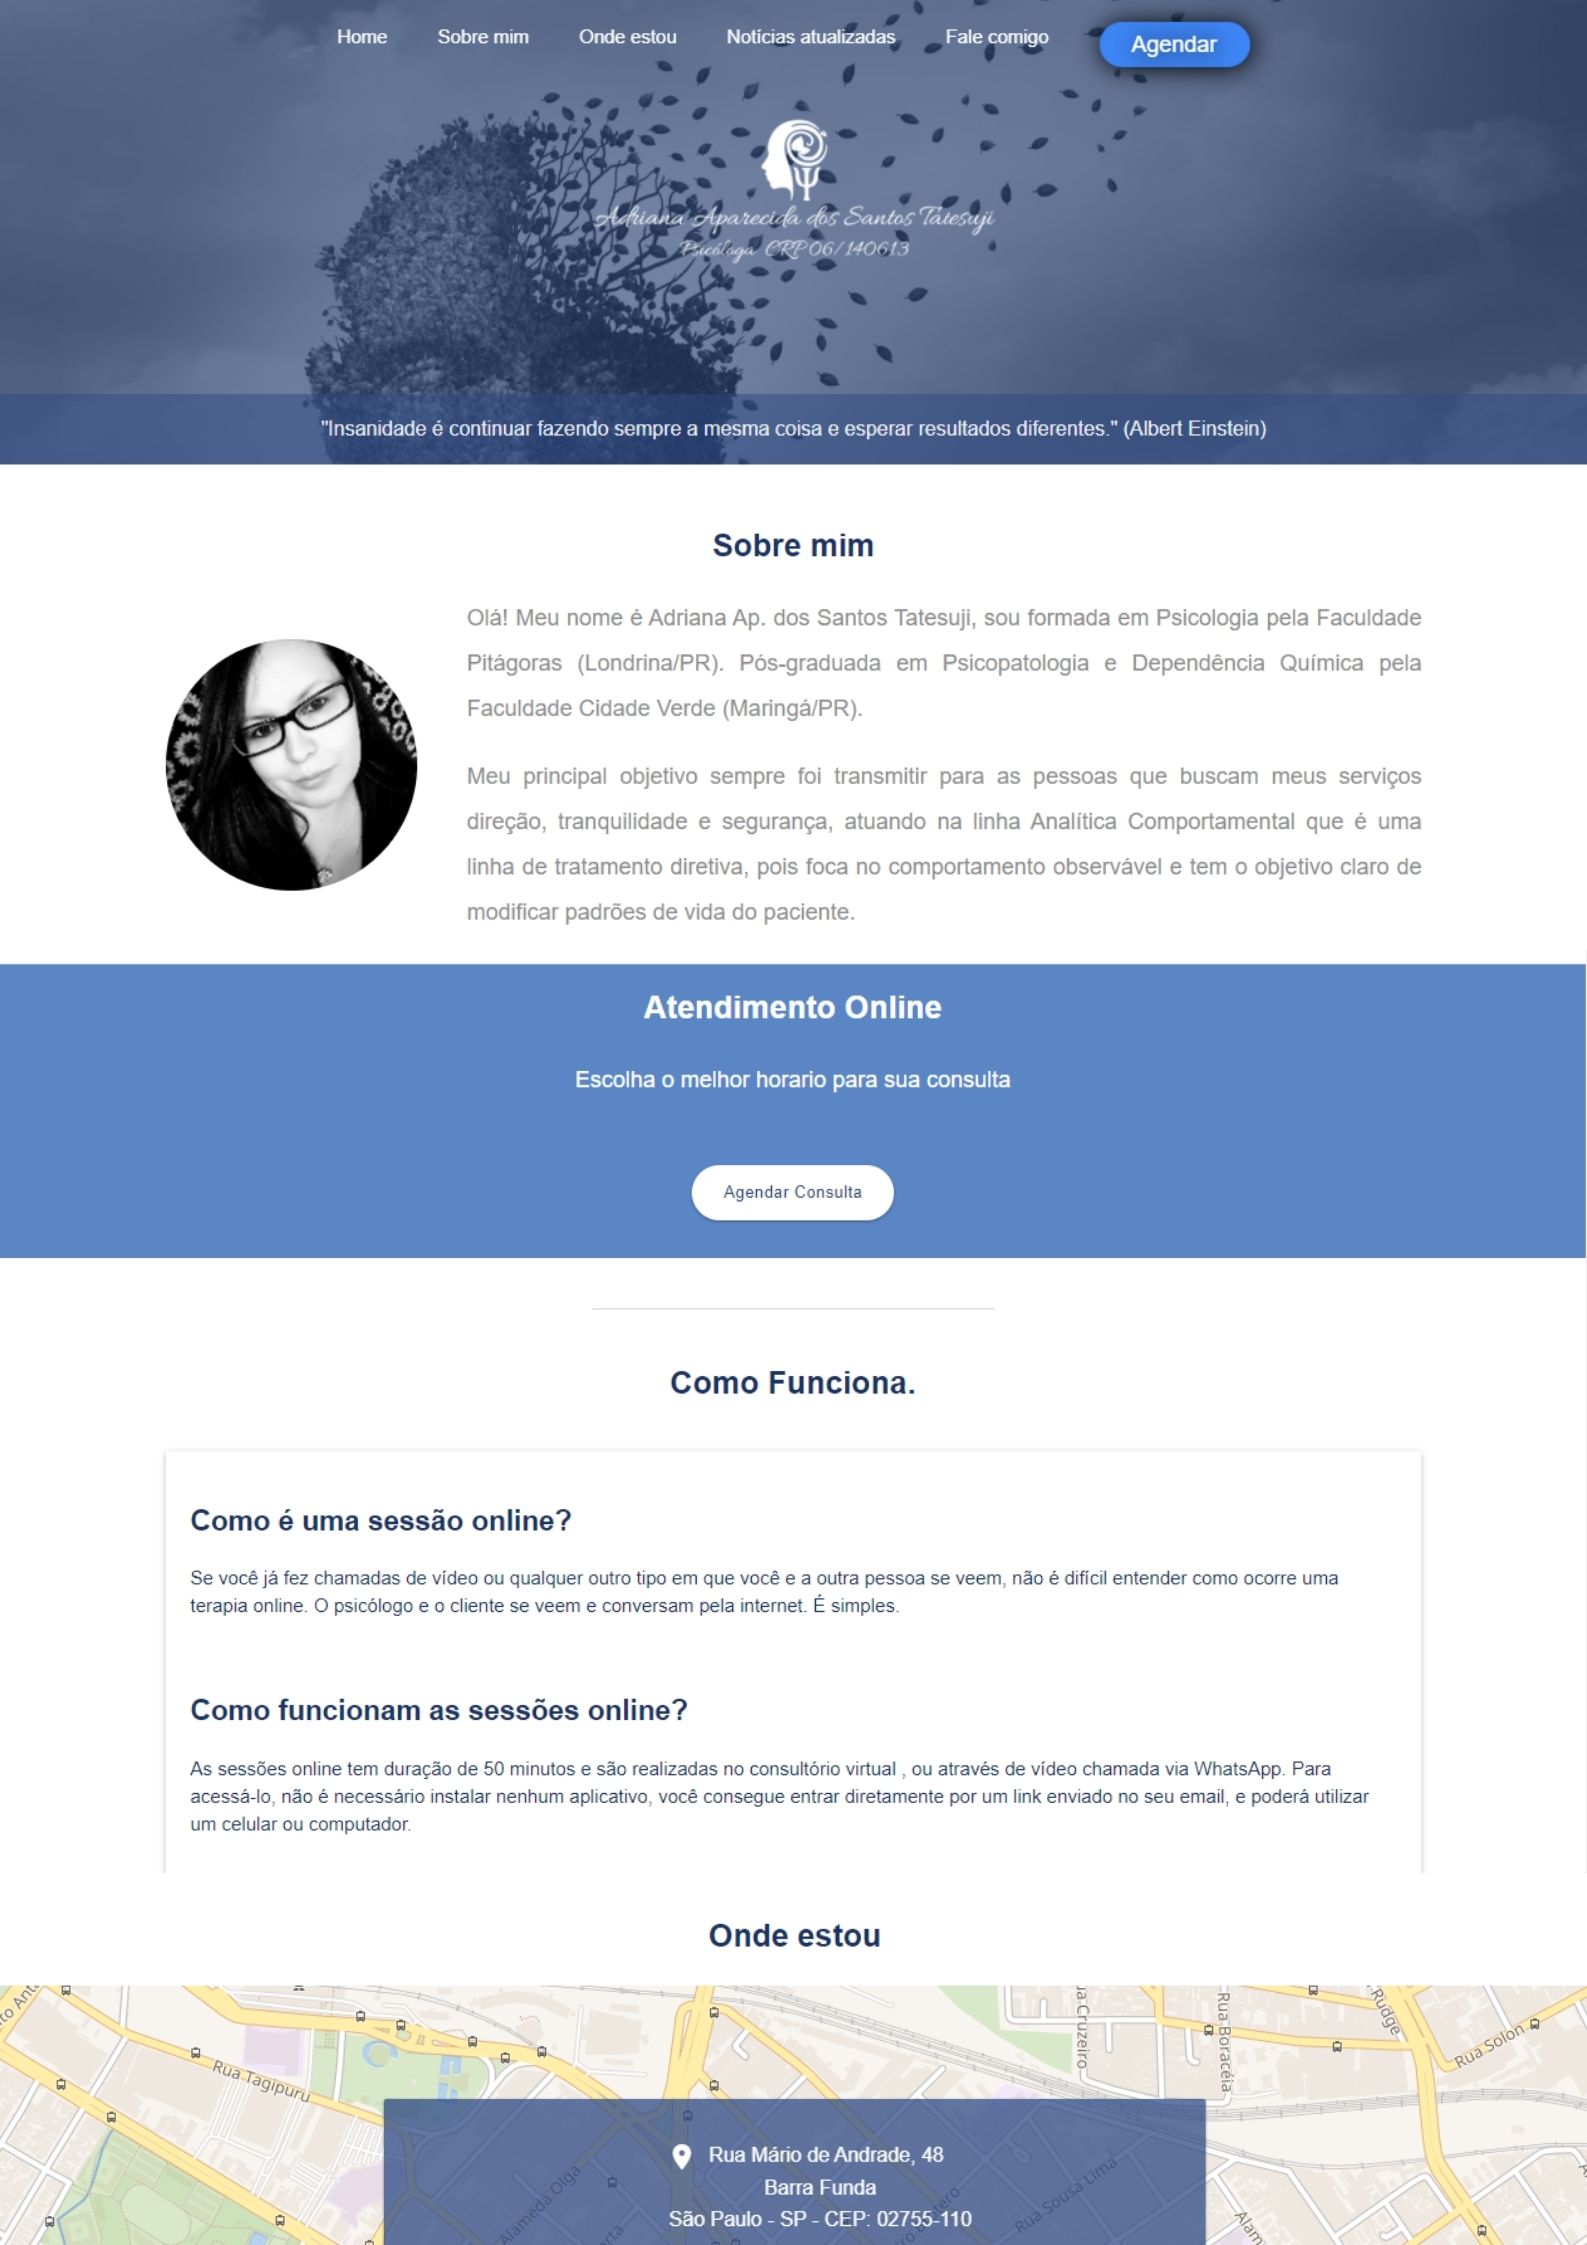 Home Sobre mim Onde estou Notícias atualizadas Fale comigo Agendar
Adriana Aparecida dos Santos Tatesuji
Psicóloga CRP 06/140613
"Insanidade é continuar fazendo sempre a mesma coisa e esperar resultados diferentes." (Albert Einstein)
Sobre mim
Olá! Meu nome é Adriana Ap. dos Santos Tatesuji, sou formada em Psicologia pela Faculdade
Pitágoras (Londrina/PR). Pós-graduada em Psicopatologia e Dependência Química pela
Faculdade Cidade Verde (Maringá/PR).
Meu principal objetivo sempre foi transmitir para as pessoas que buscam meus serviços
direção, tranquilidade e segurança, atuando na linha Analítica Comportamental que é uma
linha de tratamento diretiva, pois foca no comportamento observável e tem o objetivo claro de
modificar padrões de vida do paciente.
Atendimento Online
Escolha o melhor horario para sua consulta
Agendar Consulta
Como Funciona.
Como é uma sessão online?
Se você já fez chamadas de vídeo ou qualquer outro tipo em que você e a outra pessoa se veem, não é difícil entender como ocorre uma
terapia online. O psicólogo e o cliente se veem e conversam pela internet. É simples.
Como funcionam as sessões online?
As sessões online tem duração de 50 minutos e são realizadas no consultório virtual , ou através de vídeo chamada via WhatsApp. Para
acessá-lo, não é necessário instalar nenhum aplicativo, você consegue entrar diretamente por um link enviado no seu email, e poderá utilizar
um celular ou computador.
Onde estou
Rua Tagipuru
Rua Boracéia
Cruzeiro
Rudge
Rua Solon
Rua Mário de Andrade, 48
Barra Funda
São Paulo - SP - CEP: 02755-110
Alameda Olga
Rua Sousa Lima